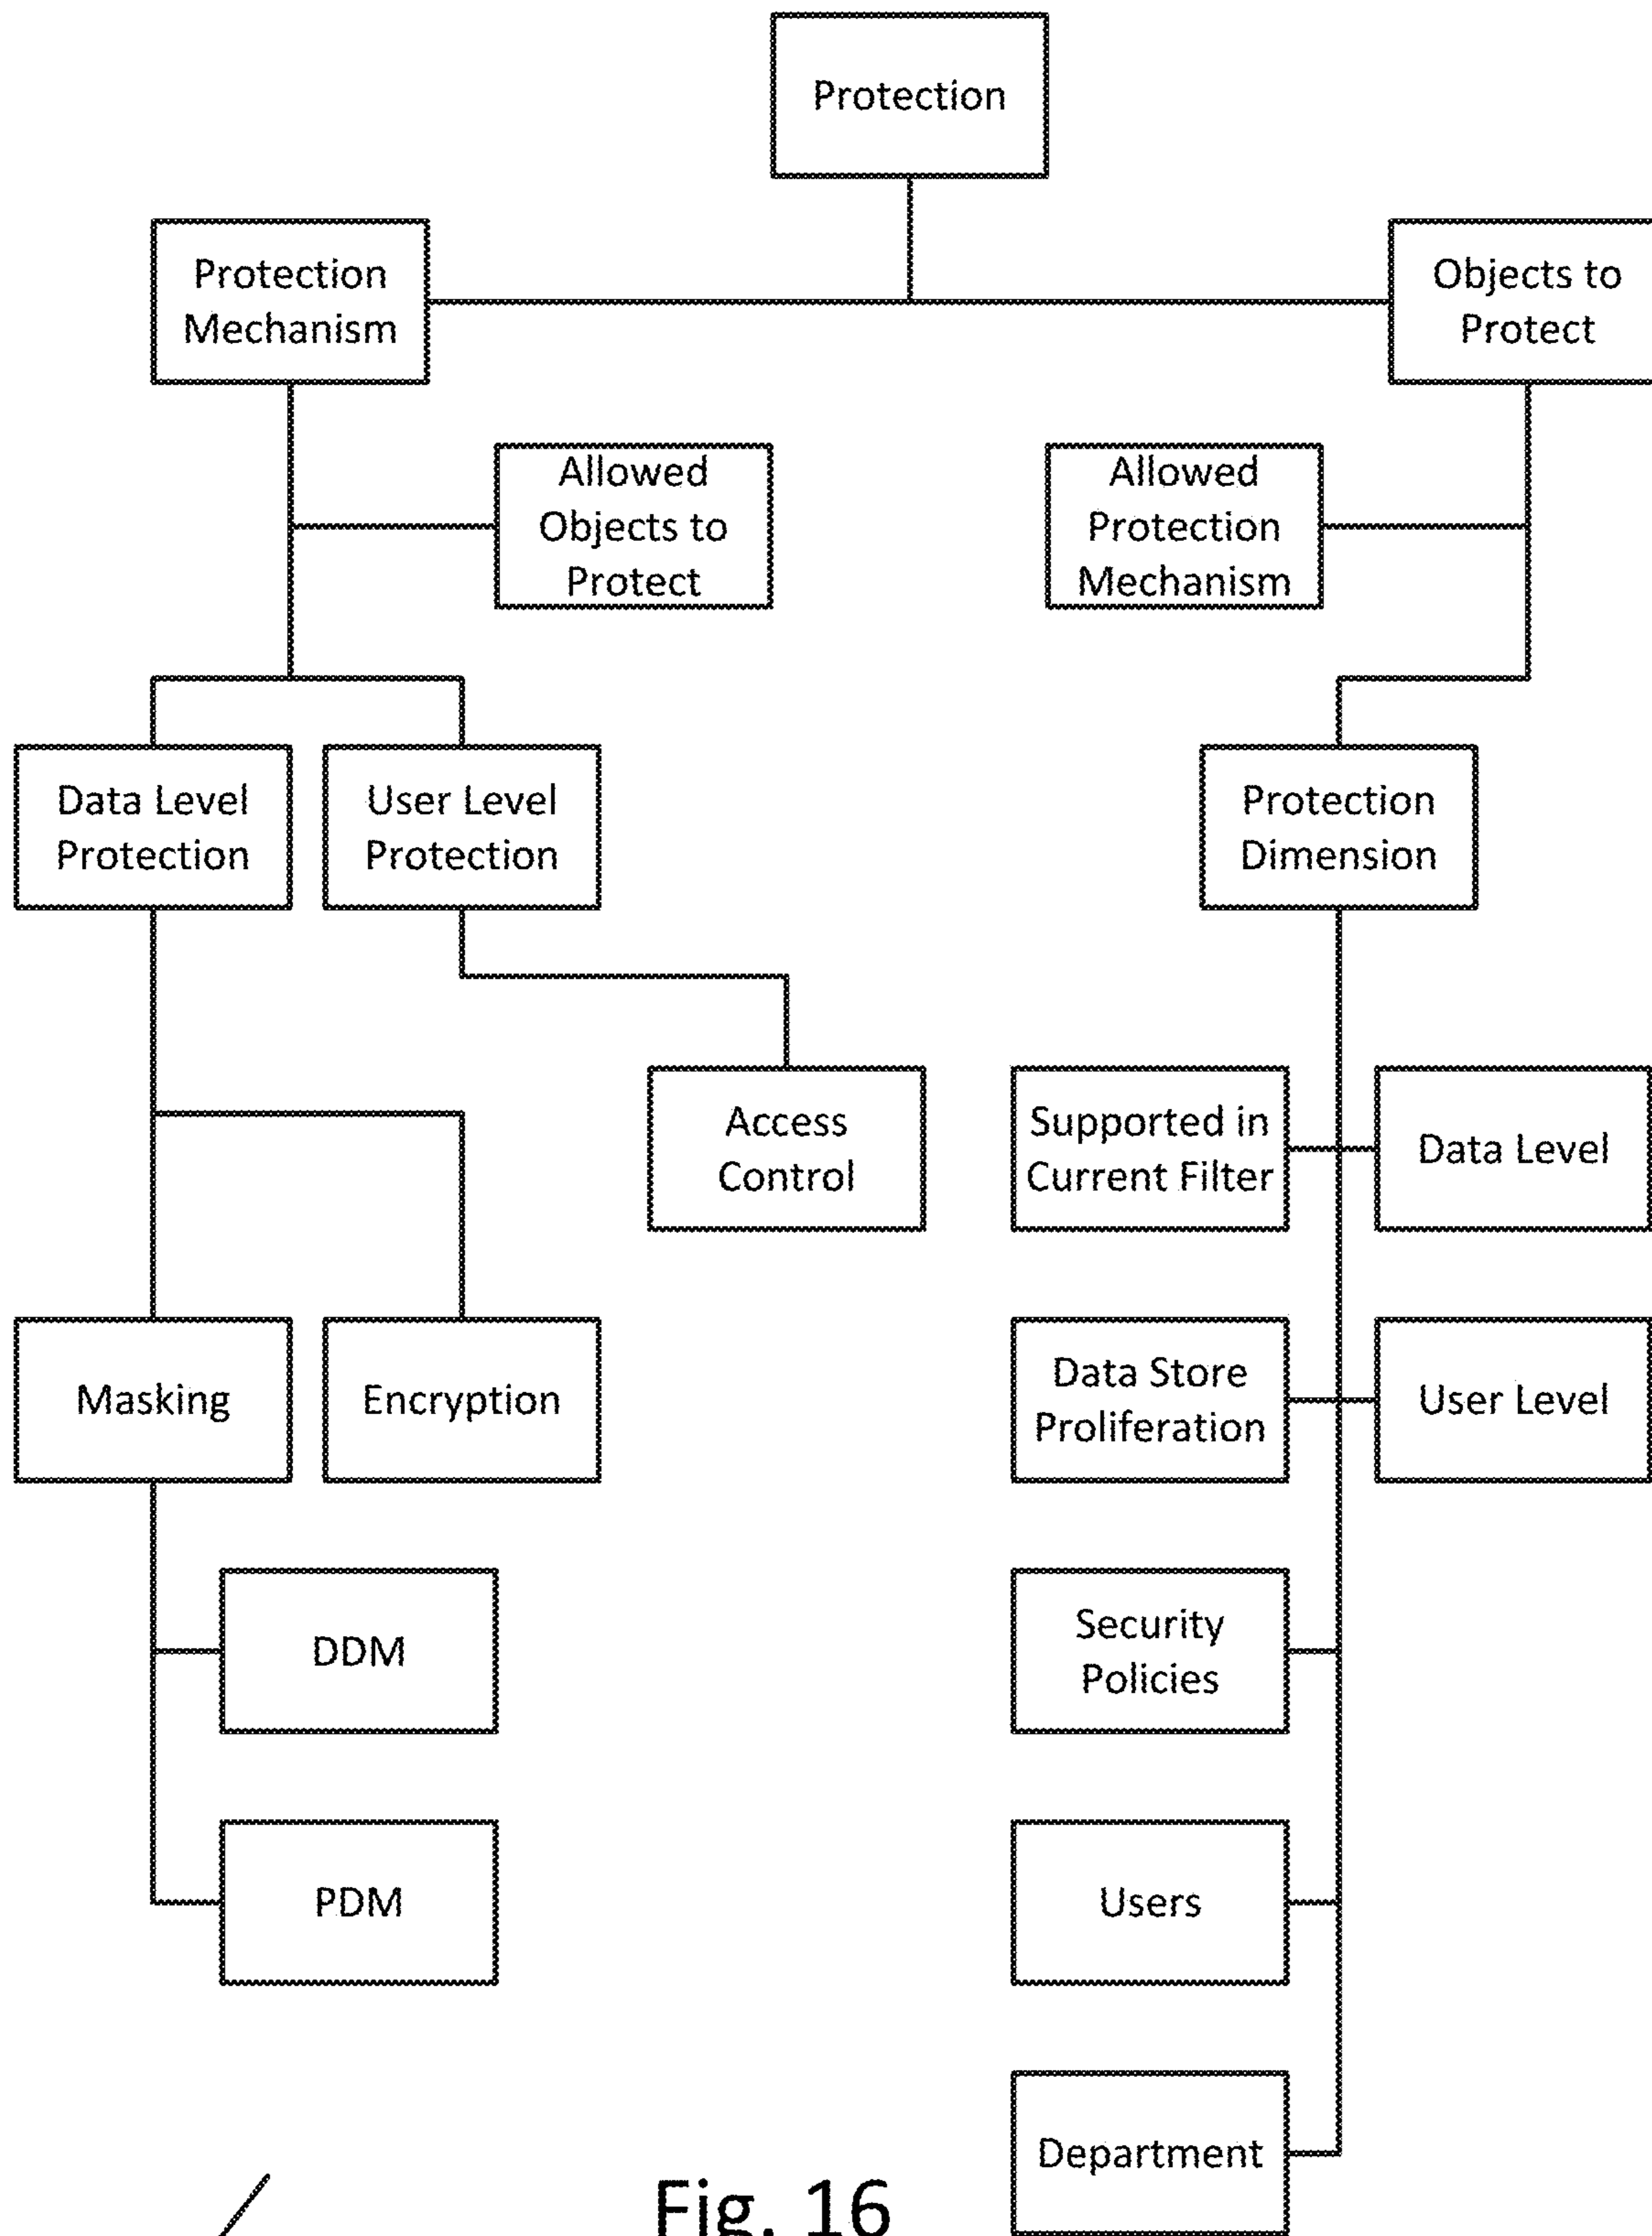 Protection
Protection
Mechanism
Objects to
Protect
Allowed
Objects to
Protect
Allowed
Protection
Mechanism
Data Level
Protection
User Level
Protection
Protection
Dimension
Access
Control
Supported in
Current Filter
Data Level
Masking
Encryption
Data Store
Proliferation
User Level
DDM
Security
Policies
PDM
Users
Department
Fig. 16